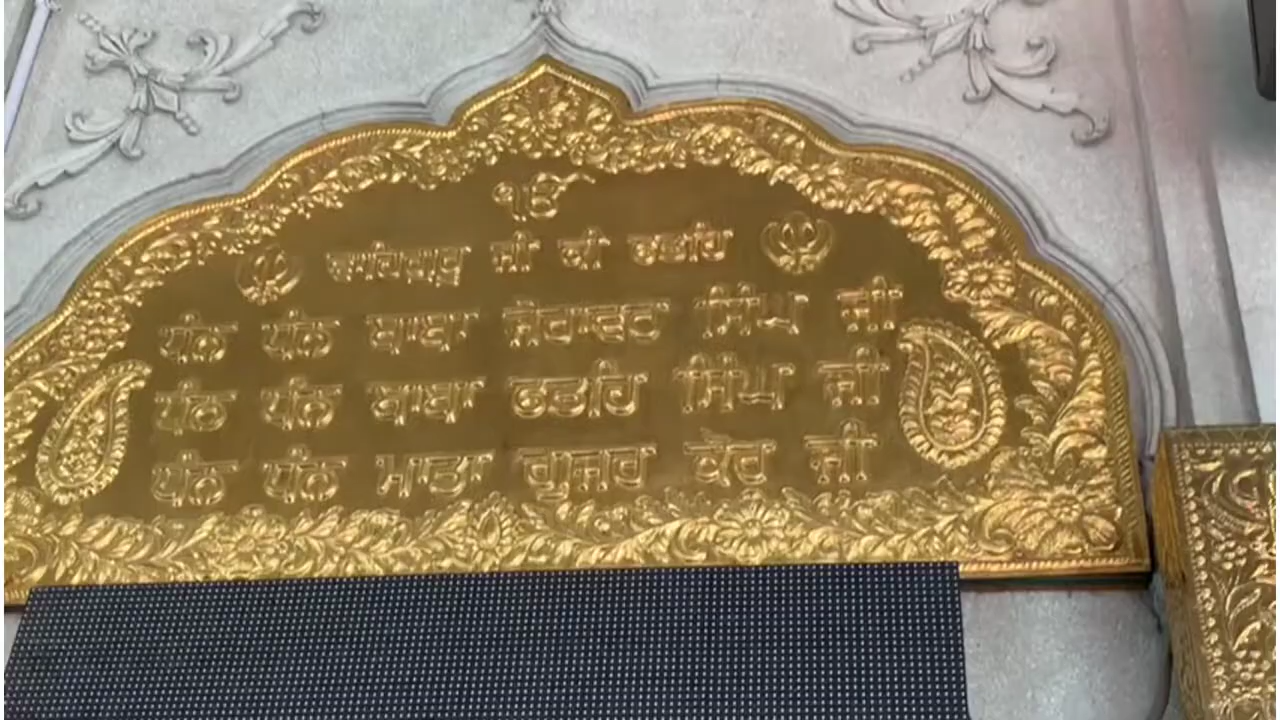 ੴ
ਵਾਹਿਗੁਰੂ ਜੀ ਕੀ ਫਤਹਿ
ਧੰਨ ਧੰਨ ਬਾਬਾ ਜੋਰਾਵਰ ਸਿੰਘ ਜੀ
ਧੰਨ ਧੰਨ ਬਾਬਾ ਫਤਹਿ ਸਿੰਘ ਜੀ
ਧੰਨ ਧੰਨ ਮਾਤਾ ਗੁਜਰ ਕੌਰ ਜੀ